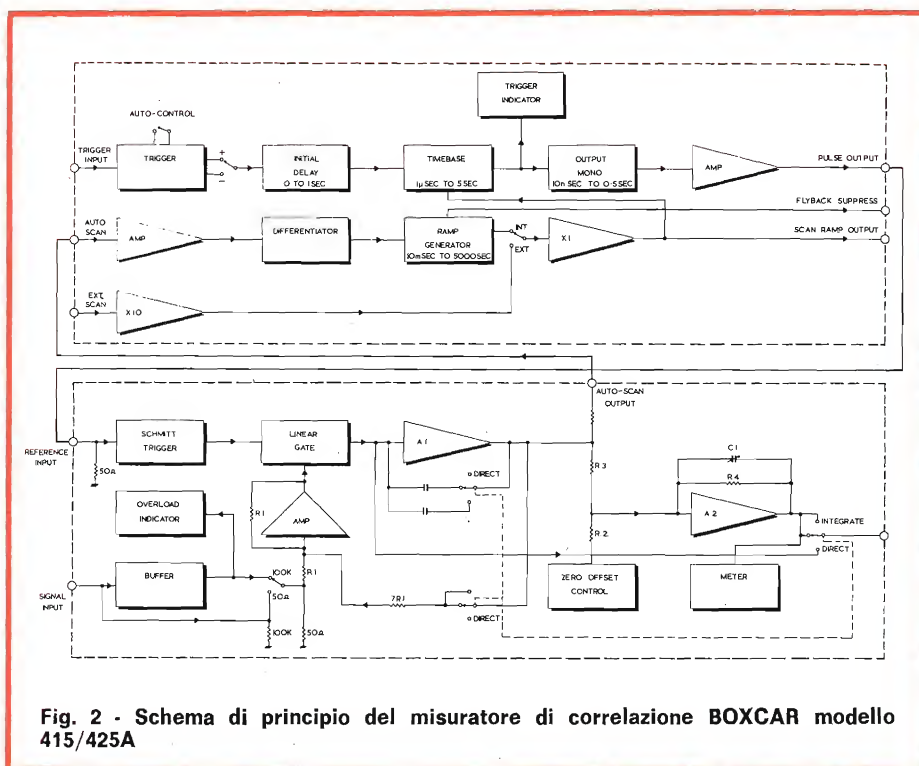 TRIGGER
INDICATOR
AUTO-CONTROL
TRIGGER
INPUT
TRIGGER
+
−
INITIAL
DELAY
0 TO 1SEC
TIMEBASE
1µSEC TO 5SEC
OUTPUT
MONO
10nSEC TO 0·5SEC
AMP
PULSE OUTPUT
FLYBACK SUPPRESS
AUTO
SCAN
AMP
DIFFERENTIATOR
RAMP
GENERATOR
10mSEC TO 5000SEC
INT
EXT
X1
SCAN RAMP OUTPUT
EXT.
SCAN
X10
AUTO-SCAN
OUTPUT
REFERENCE
INPUT
50Ω
SCHMITT
TRIGGER
LINEAR
GATE
A1
DIRECT
R3
C1
R4
A2
INTEGRATE
DIRECT
OVERLOAD
INDICATOR
R1
AMP
R1
R2
SIGNAL
INPUT
BUFFER
100K
50Ω
100K
50Ω
7R1
DIRECT
ZERO OFFSET
CONTROL
METER
Fig. 2 - Schema di principio del misuratore di correlazione BOXCAR modello
415/425A